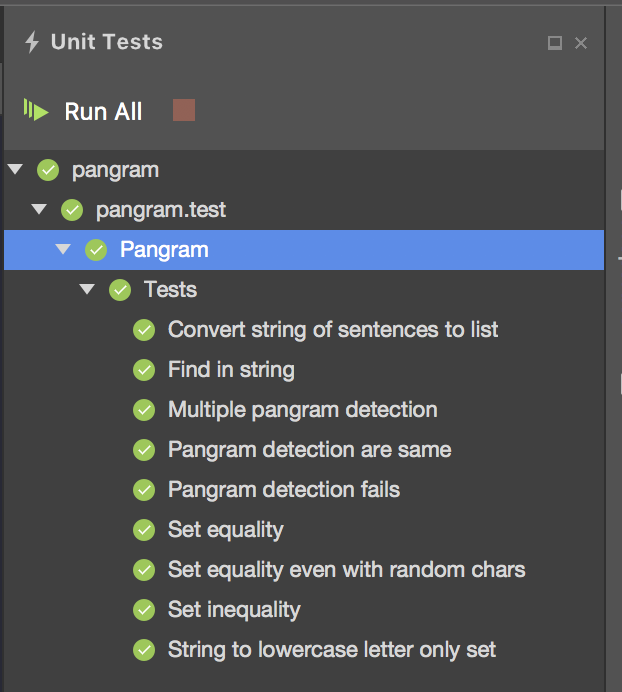 Unit Tests
Run All
pangram
pangram.test
Pangram
Tests
Convert string of sentences to list
Find in string
Multiple pangram detection
Pangram detection are same
Pangram detection fails
Set equality
Set equality even with random chars
Set inequality
String to lowercase letter only set